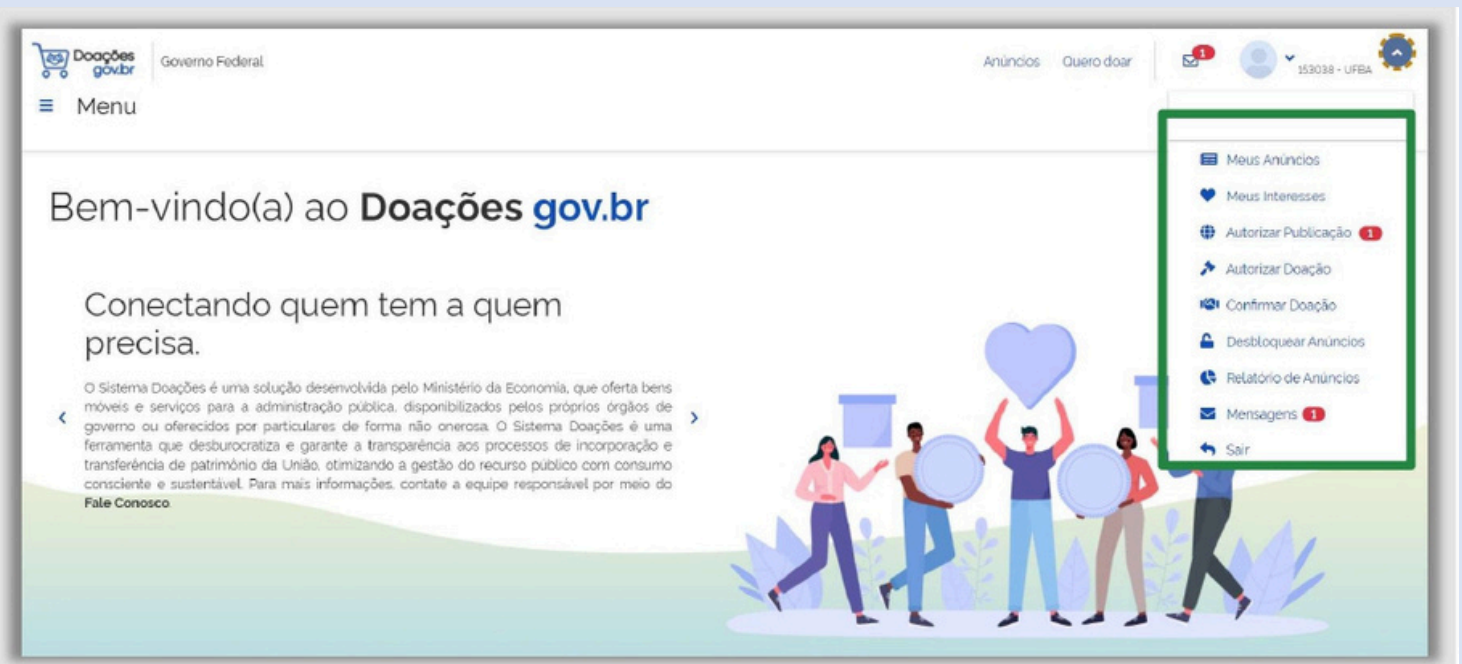 Doações
gov.br
Governo Federal
Anúncios
Quero doar
1
153038 - UFBA
Menu
Bem-vindo(a) ao Doações gov.br
Conectando quem tem a quem
precisa.
O Sistema Doações é uma solução desenvolvida pelo Ministério da Economia, que oferta bens
móveis e serviços para a administração pública, disponibilizados pelos próprios órgãos de
governo ou oferecidos por particulares de forma não onerosa. O Sistema Doações é uma
ferramenta que desburocratiza e garante a transparência aos processos de incorporação e
transferência de patrimônio da União, otimizando a gestão do recurso público com consumo
consciente e sustentável. Para mais informações, contate a equipe responsável por meio do
Fale Conosco.
Meus Anúncios
Meus Interesses
Autorizar Publicação 1
Autorizar Doação
Confirmar Doação
Desbloquear Anúncios
Relatório de Anúncios
Mensagens 1
Sair